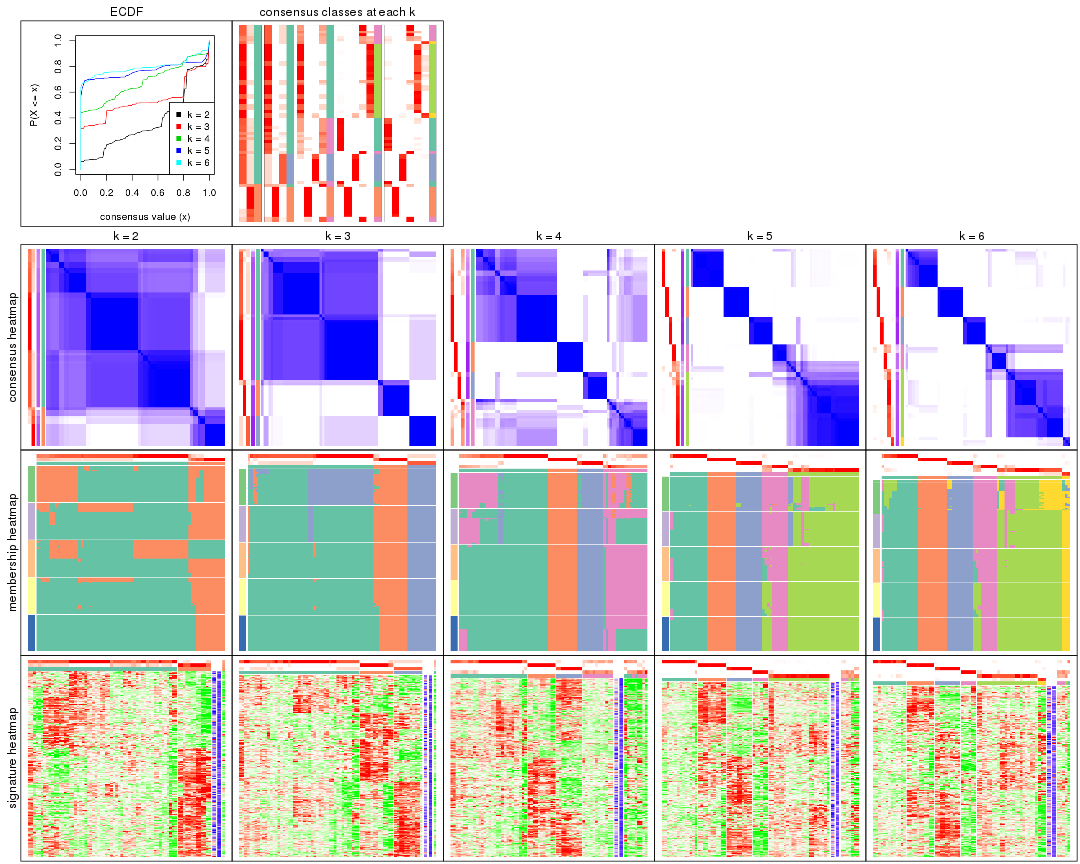 ECDF
consensus classes at each k
P(X <= x)
0.0 0.2 0.4 0.6 0.8 1.0
k = 2
k = 3
k = 4
k = 5
k = 6
0.0 0.2 0.4 0.6 0.8 1.0
consensus value (x)
k = 2
k = 3
k = 4
k = 5
k = 6
consensus heatmap
membership heatmap
signature heatmap